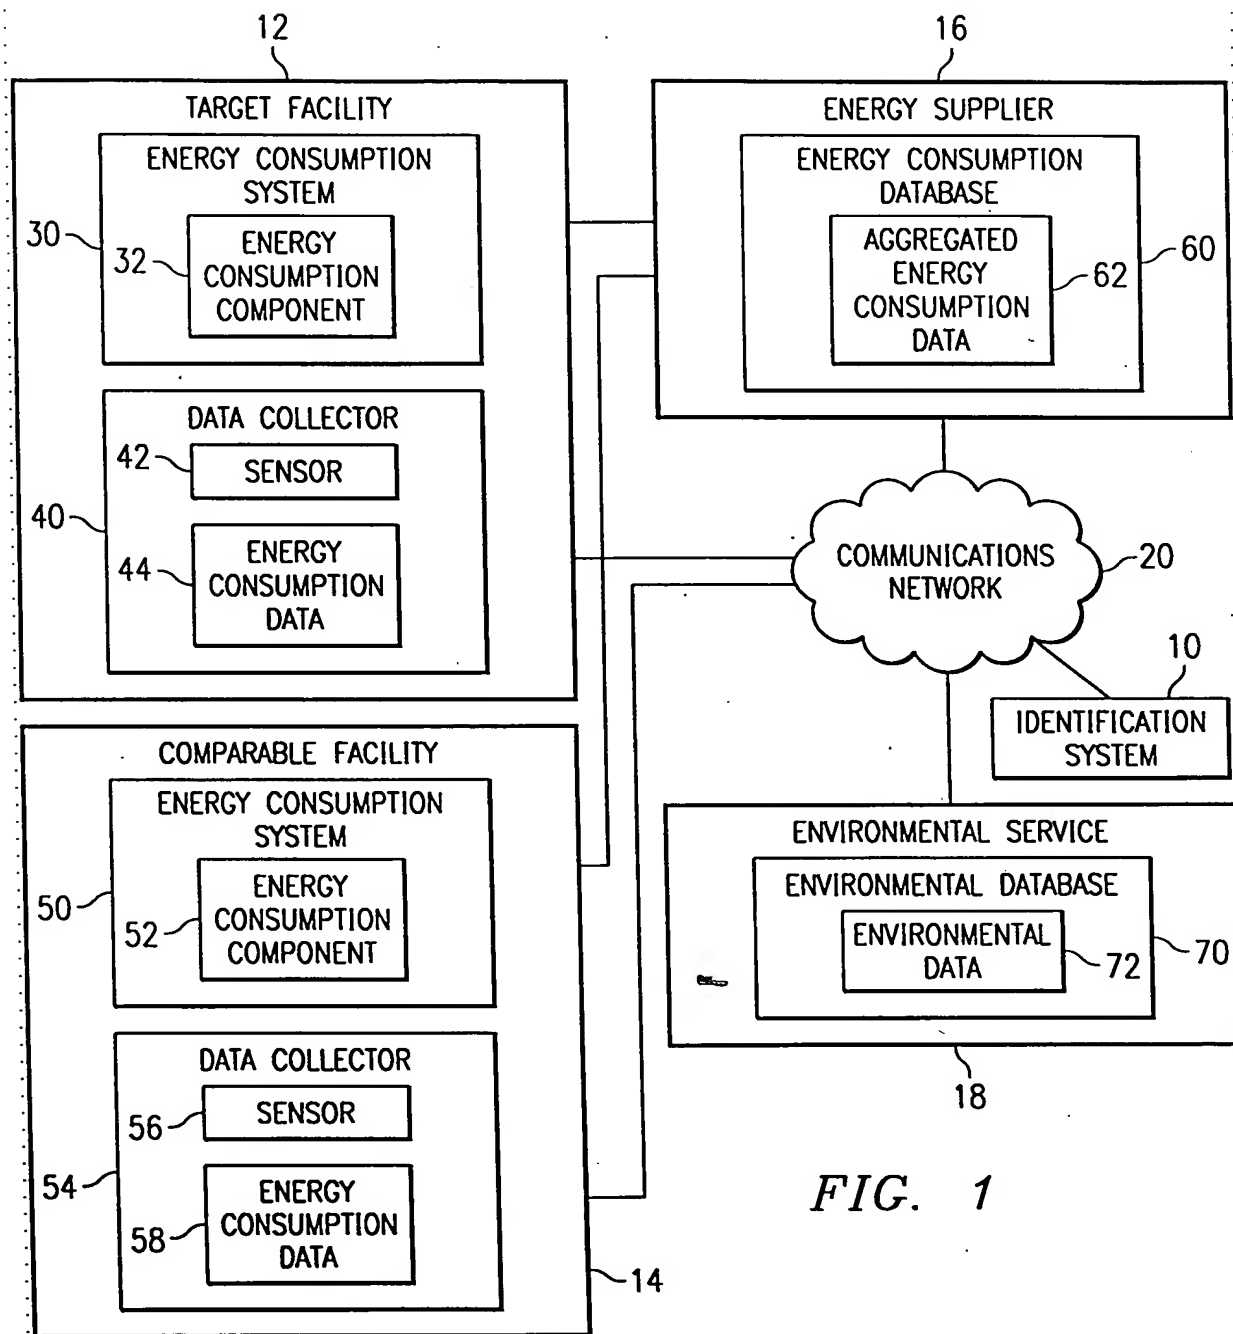 12
TARGET FACILITY
ENERGY CONSUMPTION
SYSTEM
30
32
ENERGY
CONSUMPTION
COMPONENT
DATA COLLECTOR
42
SENSOR
40
44
ENERGY
CONSUMPTION
DATA
COMPARABLE FACILITY
ENERGY CONSUMPTION
SYSTEM
50
52
ENERGY
CONSUMPTION
COMPONENT
DATA COLLECTOR
56
SENSOR
54
58
ENERGY
CONSUMPTION
DATA
14
16
ENERGY SUPPLIER
ENERGY CONSUMPTION
DATABASE
AGGREGATED
ENERGY
CONSUMPTION
DATA
62
60
COMMUNICATIONS
NETWORK
20
10
IDENTIFICATION
SYSTEM
ENVIRONMENTAL SERVICE
ENVIRONMENTAL DATABASE
ENVIRONMENTAL
DATA
72
70
18
FIG. 1